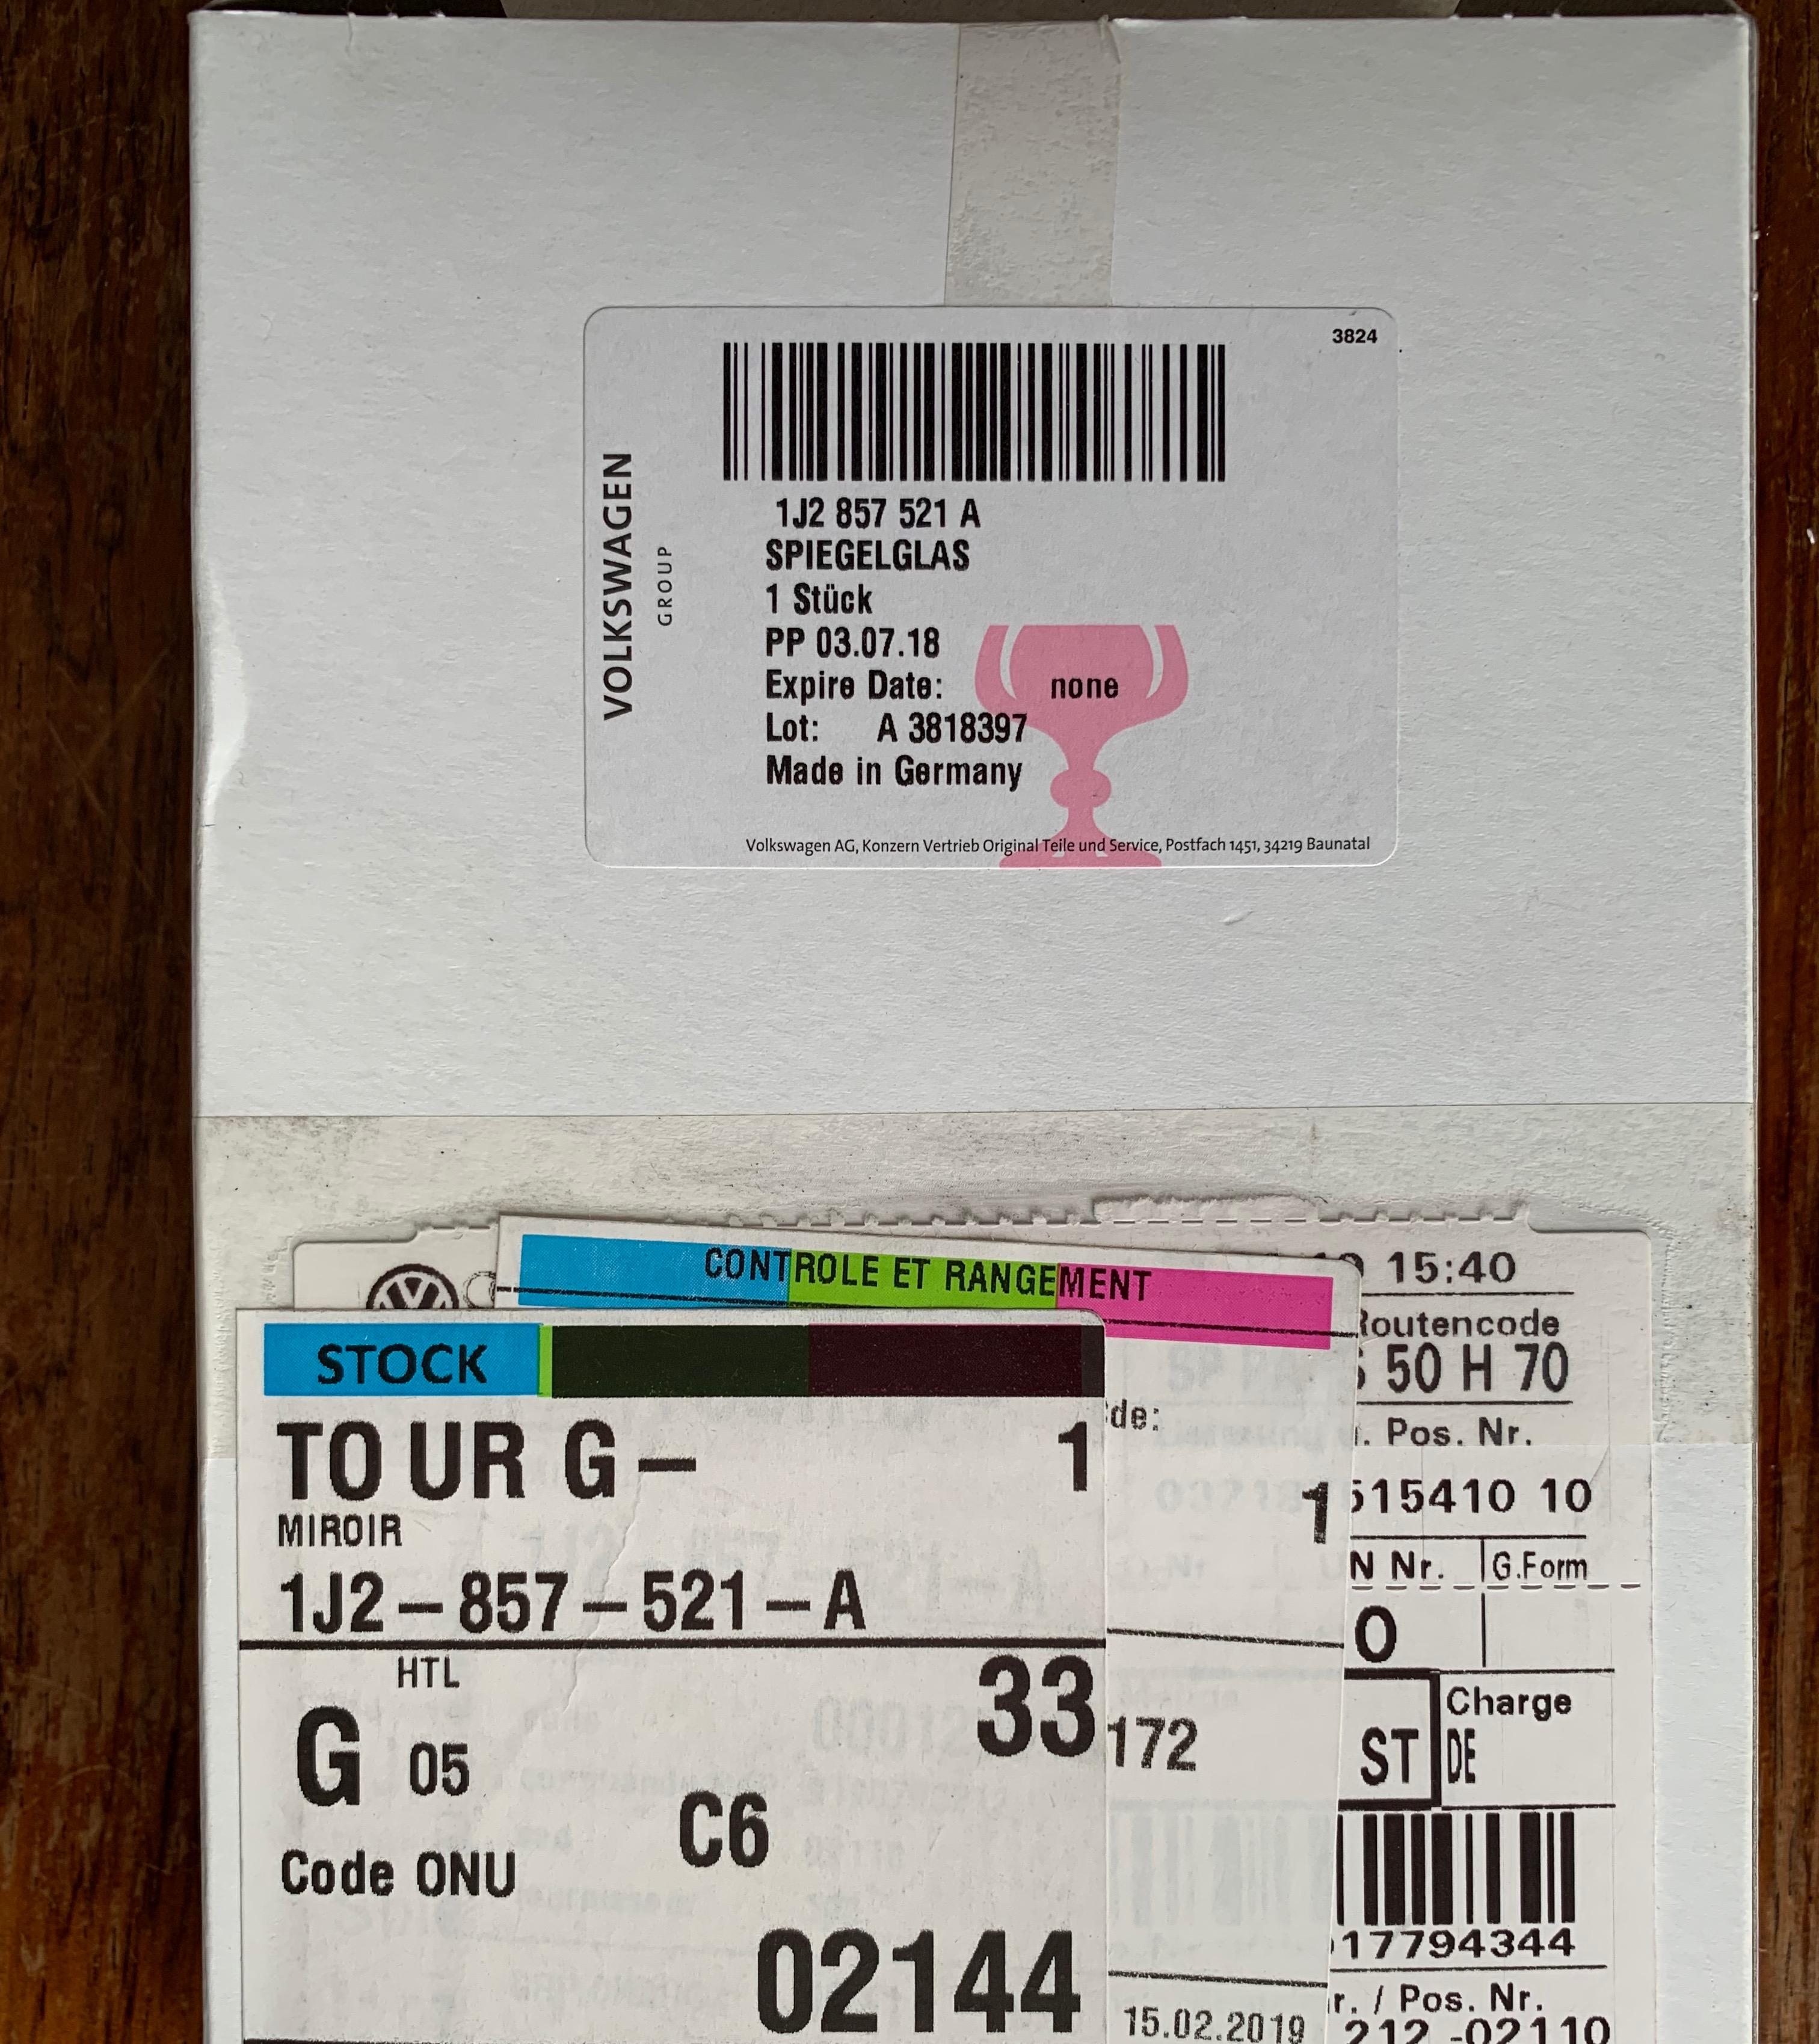 3824
VOLKSWAGEN
GROUP
1J2 857 521 A
SPIEGELGLAS
1 Stück
PP 03.07.18
Expire Date: none
Lot: A 3818397
Made in Germany
Volkswagen AG, Konzern Vertrieb Original Teile und Service, Postfach 1451, 34219 Baunatal
CONTROLE ET RANGEMENT
15:40
Routencode
50 H 70
. Pos. Nr.
515410 10
N Nr. G.Form
0
Charge
ST DE
17794344
r. / Pos. Nr.
212 -02110
de:
1
172
15.02.2019
STOCK
TO UR G – 1
MIROIR
1J2 – 857 – 521 – A
HTL
33
G 05
C6
Code ONU
02144